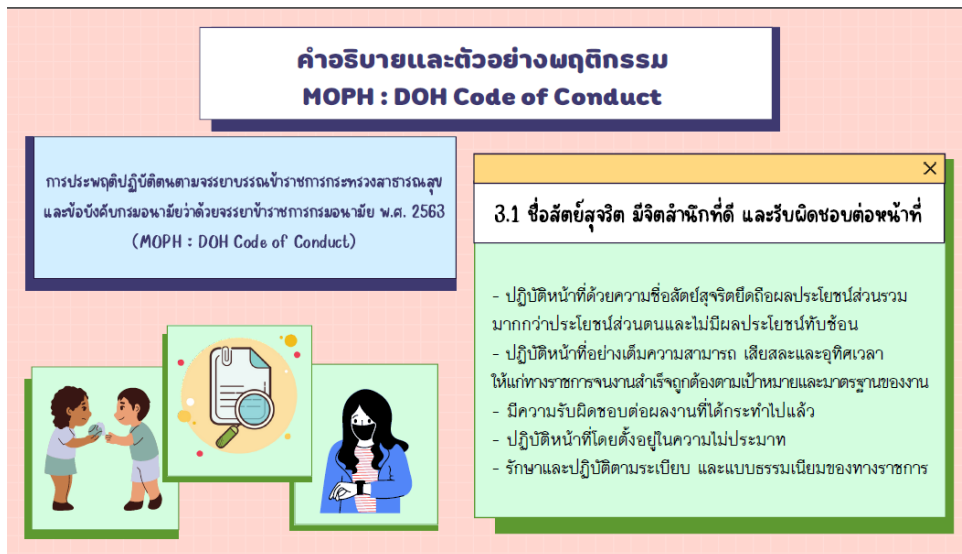 คำอธิบายและตัวอย่างพฤติกรรม
MOPH : DOH Code of Conduct
การประพฤติปฏิบัติตนตามจรรยาบรรณข้าราชการกระทรวงสาธารณสุข
และข้อบังคับกรมอนามัยว่าด้วยจรรยาข้าราชการกรมอนามัย พ.ศ. 2563
(MOPH : DOH Code of Conduct)
3.1 ซื่อสัตย์สุจริต มีจิตสำนึกที่ดี และรับผิดชอบต่อหน้าที่
- ปฏิบัติหน้าที่ด้วยความซื่อสัตย์สุจริตยึดถือผลประโยชน์ส่วนรวม
มากกว่าประโยชน์ส่วนตนและไม่มีผลประโยชน์ทับซ้อน
- ปฏิบัติหน้าที่อย่างเต็มความสามารถ เสียสละและอุทิศเวลา
ให้แก่ทางราชการจนงานสำเร็จถูกต้องตามเป้าหมายและมาตรฐานของงาน
- มีความรับผิดชอบต่อผลงานที่ได้กระทำไปแล้ว
- ปฏิบัติหน้าที่โดยตั้งอยู่ในความไม่ประมาท
- รักษาและปฏิบัติตามระเบียบ และแบบธรรมเนียมของทางราชการ